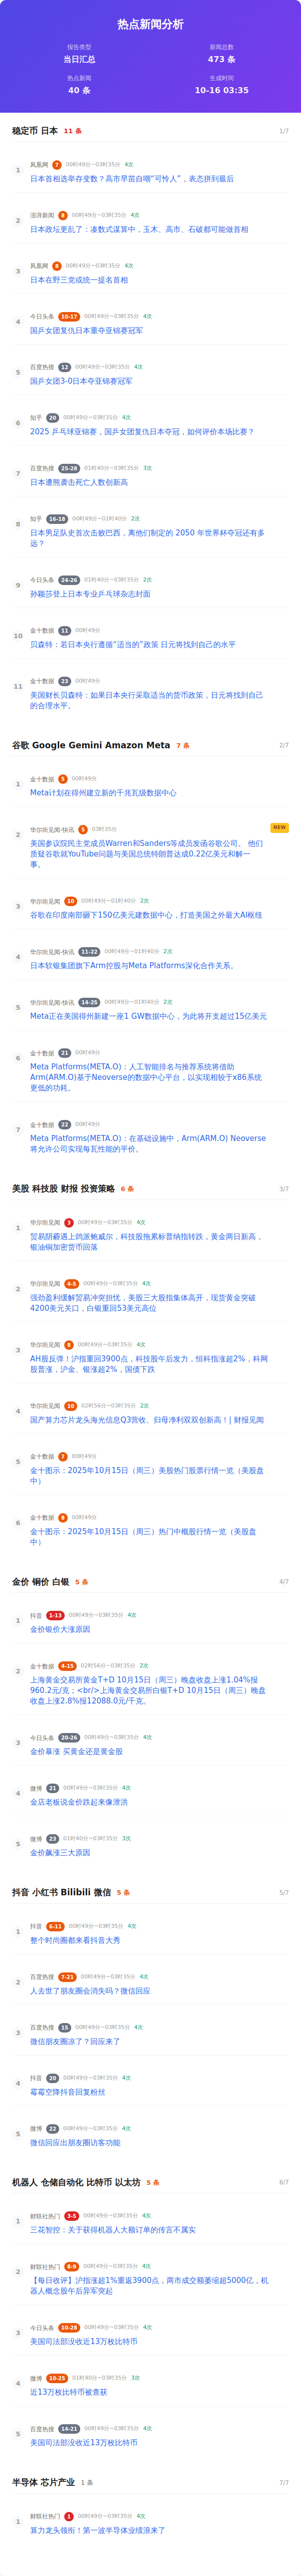 热点新闻分析
报告类型
当日汇总
新闻总数
473 条
热点新闻
40 条
生成时间
10-16 03:35
稳定币 日本 11 条 1/7
1
凤凰网 7 00时49分~03时35分 4次
日本首相选举存变数？高市早苗自嘲“可怜人”，表态拼到最后
2
澎湃新闻 8 00时49分~03时35分 4次
日本政坛更乱了：凑数式谋算中，玉木、高市、石破都可能做首相
3
凤凰网 8 00时49分~03时35分 4次
日本在野三党或统一提名首相
4
今日头条 10-17 00时49分~03时35分 4次
国乒女团复仇日本重夺亚锦赛冠军
5
百度热搜 12 00时49分~03时35分 4次
国乒女团3-0日本夺亚锦赛冠军
6
知乎 20 00时49分~03时35分 4次
2025 乒乓球亚锦赛，国乒女团复仇日本夺冠，如何评价本场比赛？
7
百度热搜 25-28 01时40分~03时35分 3次
日本遭熊袭击死亡人数创新高
8
知乎 16-18 00时49分~01时40分 2次
日本男足队史首次击败巴西，离他们制定的 2050 年世界杯夺冠还有多
远？
9
今日头条 24-26 01时40分~03时35分 2次
孙颖莎登上日本专业乒乓球杂志封面
10
金十数据 11 00时49分
贝森特：若日本央行遵循“适当的”政策 日元将找到自己的水平
11
金十数据 23 00时49分
美国财长贝森特：如果日本央行采取适当的货币政策，日元将找到自己
的合理水平。
谷歌 Google Gemini Amazon Meta 7 条 2/7
1
金十数据 5 00时49分
Meta计划在得州建立新的千兆瓦级数据中心
2
华尔街见闻-快讯 5 03时35分 NEW
美国参议院民主党成员Warren和Sanders等成员发函谷歌公司。 他们
质疑谷歌就YouTube问题与美国总统特朗普达成0.22亿美元和解一
事。
3
华尔街见闻 10 00时49分~01时40分 2次
谷歌在印度南部砸下150亿美元建数据中心，打造美国之外最大AI枢纽
4
华尔街见闻-快讯 11-22 00时49分~01时40分 2次
日本软银集团旗下Arm控股与Meta Platforms深化合作关系。
5
华尔街见闻-快讯 14-25 00时49分~01时40分 2次
Meta正在美国得州新建一座1 GW数据中心，为此将开支超过15亿美元
6
金十数据 21 00时49分
Meta Platforms(META.O)：人工智能排名与推荐系统将借助
Arm(ARM.O)基于Neoverse的数据中心平台，以实现相较于x86系统
更低的功耗。
7
金十数据 22 00时49分
Meta Platforms(META.O)：在基础设施中，Arm(ARM.O) Neoverse
将允许公司实现每瓦性能的平价。
美股 科技股 财报 投资策略 6 条 3/7
1
华尔街见闻 3 00时49分~03时35分 4次
贸易阴霾遇上鸽派鲍威尔，科技股拖累标普纳指转跌，黄金两日新高，
银油铜加密货币回落
2
华尔街见闻 4-5 00时49分~03时35分 4次
强劲盈利缓解贸易冲突担忧，美股三大股指集体高开，现货黄金突破
4200美元关口，白银重回53美元高位
3
华尔街见闻 8 00时49分~03时35分 4次
AH股反弹！沪指重回3900点，科技股午后发力，恒科指涨超2%，科网
股普涨，沪金、银涨超2%，国债下跌
4
华尔街见闻 10 02时56分~03时35分 2次
国产算力芯片龙头海光信息Q3营收、归母净利双双创新高！| 财报见闻
5
金十数据 7 00时49分
金十图示：2025年10月15日（周三）美股热门股票行情一览（美股盘
中）
6
金十数据 8 00时49分
金十图示：2025年10月15日（周三）热门中概股行情一览（美股盘
中）
金价 铜价 白银 5 条 4/7
1
抖音 1-13 00时49分~03时35分 4次
金价银价大涨原因
2
金十数据 4-15 02时56分~03时35分 2次
上海黄金交易所黄金T+D 10月15日（周三）晚盘收盘上涨1.04%报
960.2元/克；<br/>上海黄金交易所白银T+D 10月15日（周三）晚盘
收盘上涨2.8%报12088.0元/千克。
3
今日头条 20-26 00时49分~03时35分 4次
金价暴涨 买黄金还是黄金股
4
微博 21 00时49分~03时35分 4次
金店老板说金价跌起来像泄洪
5
微博 23 01时40分~03时35分 3次
金价飙涨三大原因
抖音 小红书 Bilibili 微信 5 条 5/7
1
抖音 6-11 00时49分~03时35分 4次
整个时尚圈都来看抖音大秀
2
百度热搜 7-21 00时49分~03时35分 4次
人去世了朋友圈会消失吗？微信回应
3
百度热搜 15 00时49分~03时35分 4次
微信朋友圈凉了？回应来了
4
抖音 20 00时49分~03时35分 4次
霉霉空降抖音回复粉丝
5
微博 22 00时49分~03时35分 4次
微信回应出朋友圈访客功能
机器人 仓储自动化 比特币 以太坊 5 条 6/7
1
财联社热门 3-5 00时49分~03时35分 4次
三花智控：关于获得机器人大额订单的传言不属实
2
财联社热门 8-9 00时49分~03时35分 4次
【每日收评】沪指涨超1%重返3900点，两市成交额萎缩超5000亿，机
器人概念股午后异军突起
3
今日头条 10-28 00时49分~03时35分 4次
美国司法部没收近13万枚比特币
4
微博 10-25 01时40分~03时35分 3次
近13万枚比特币被查获
5
百度热搜 14-21 00时49分~03时35分 4次
美国司法部没收近13万枚比特币
半导体 芯片产业 1 条 7/7
1
财联社热门 1 00时49分~03时35分 4次
算力龙头领衔！第一波半导体业绩浪来了